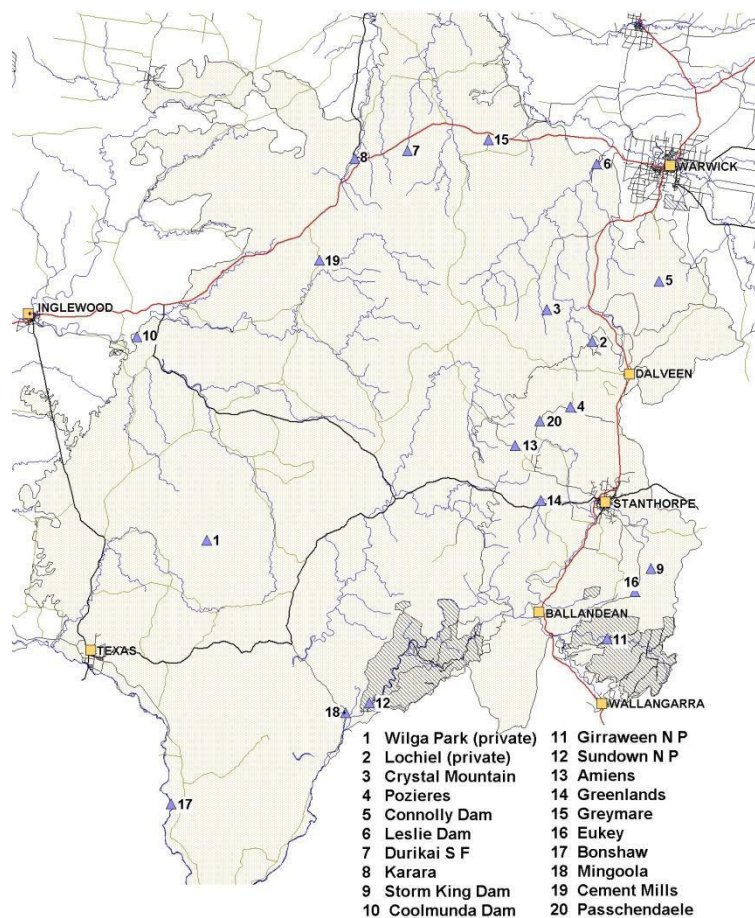 15
8
7
6
WARWICK
19
5
INGLEWOOD
3
10
2
DALVEEN
4
20
13
14
STANTHORPE
1
9
16
BALLANDEAN
11
TEXAS
12
WALLANGARRA
18
17
1 Wilga Park (private)
2 Lochiel (private)
3 Crystal Mountain
4 Pozieres
5 Connolly Dam
6 Leslie Dam
7 Durikai S F
8 Karara
9 Storm King Dam
10 Coolmunda Dam
11 Girraween N P
12 Sundown N P
13 Amiens
14 Greenlands
15 Greymare
16 Eukey
17 Bonshaw
18 Mingoola
19 Cement Mills
20 Passchendaele